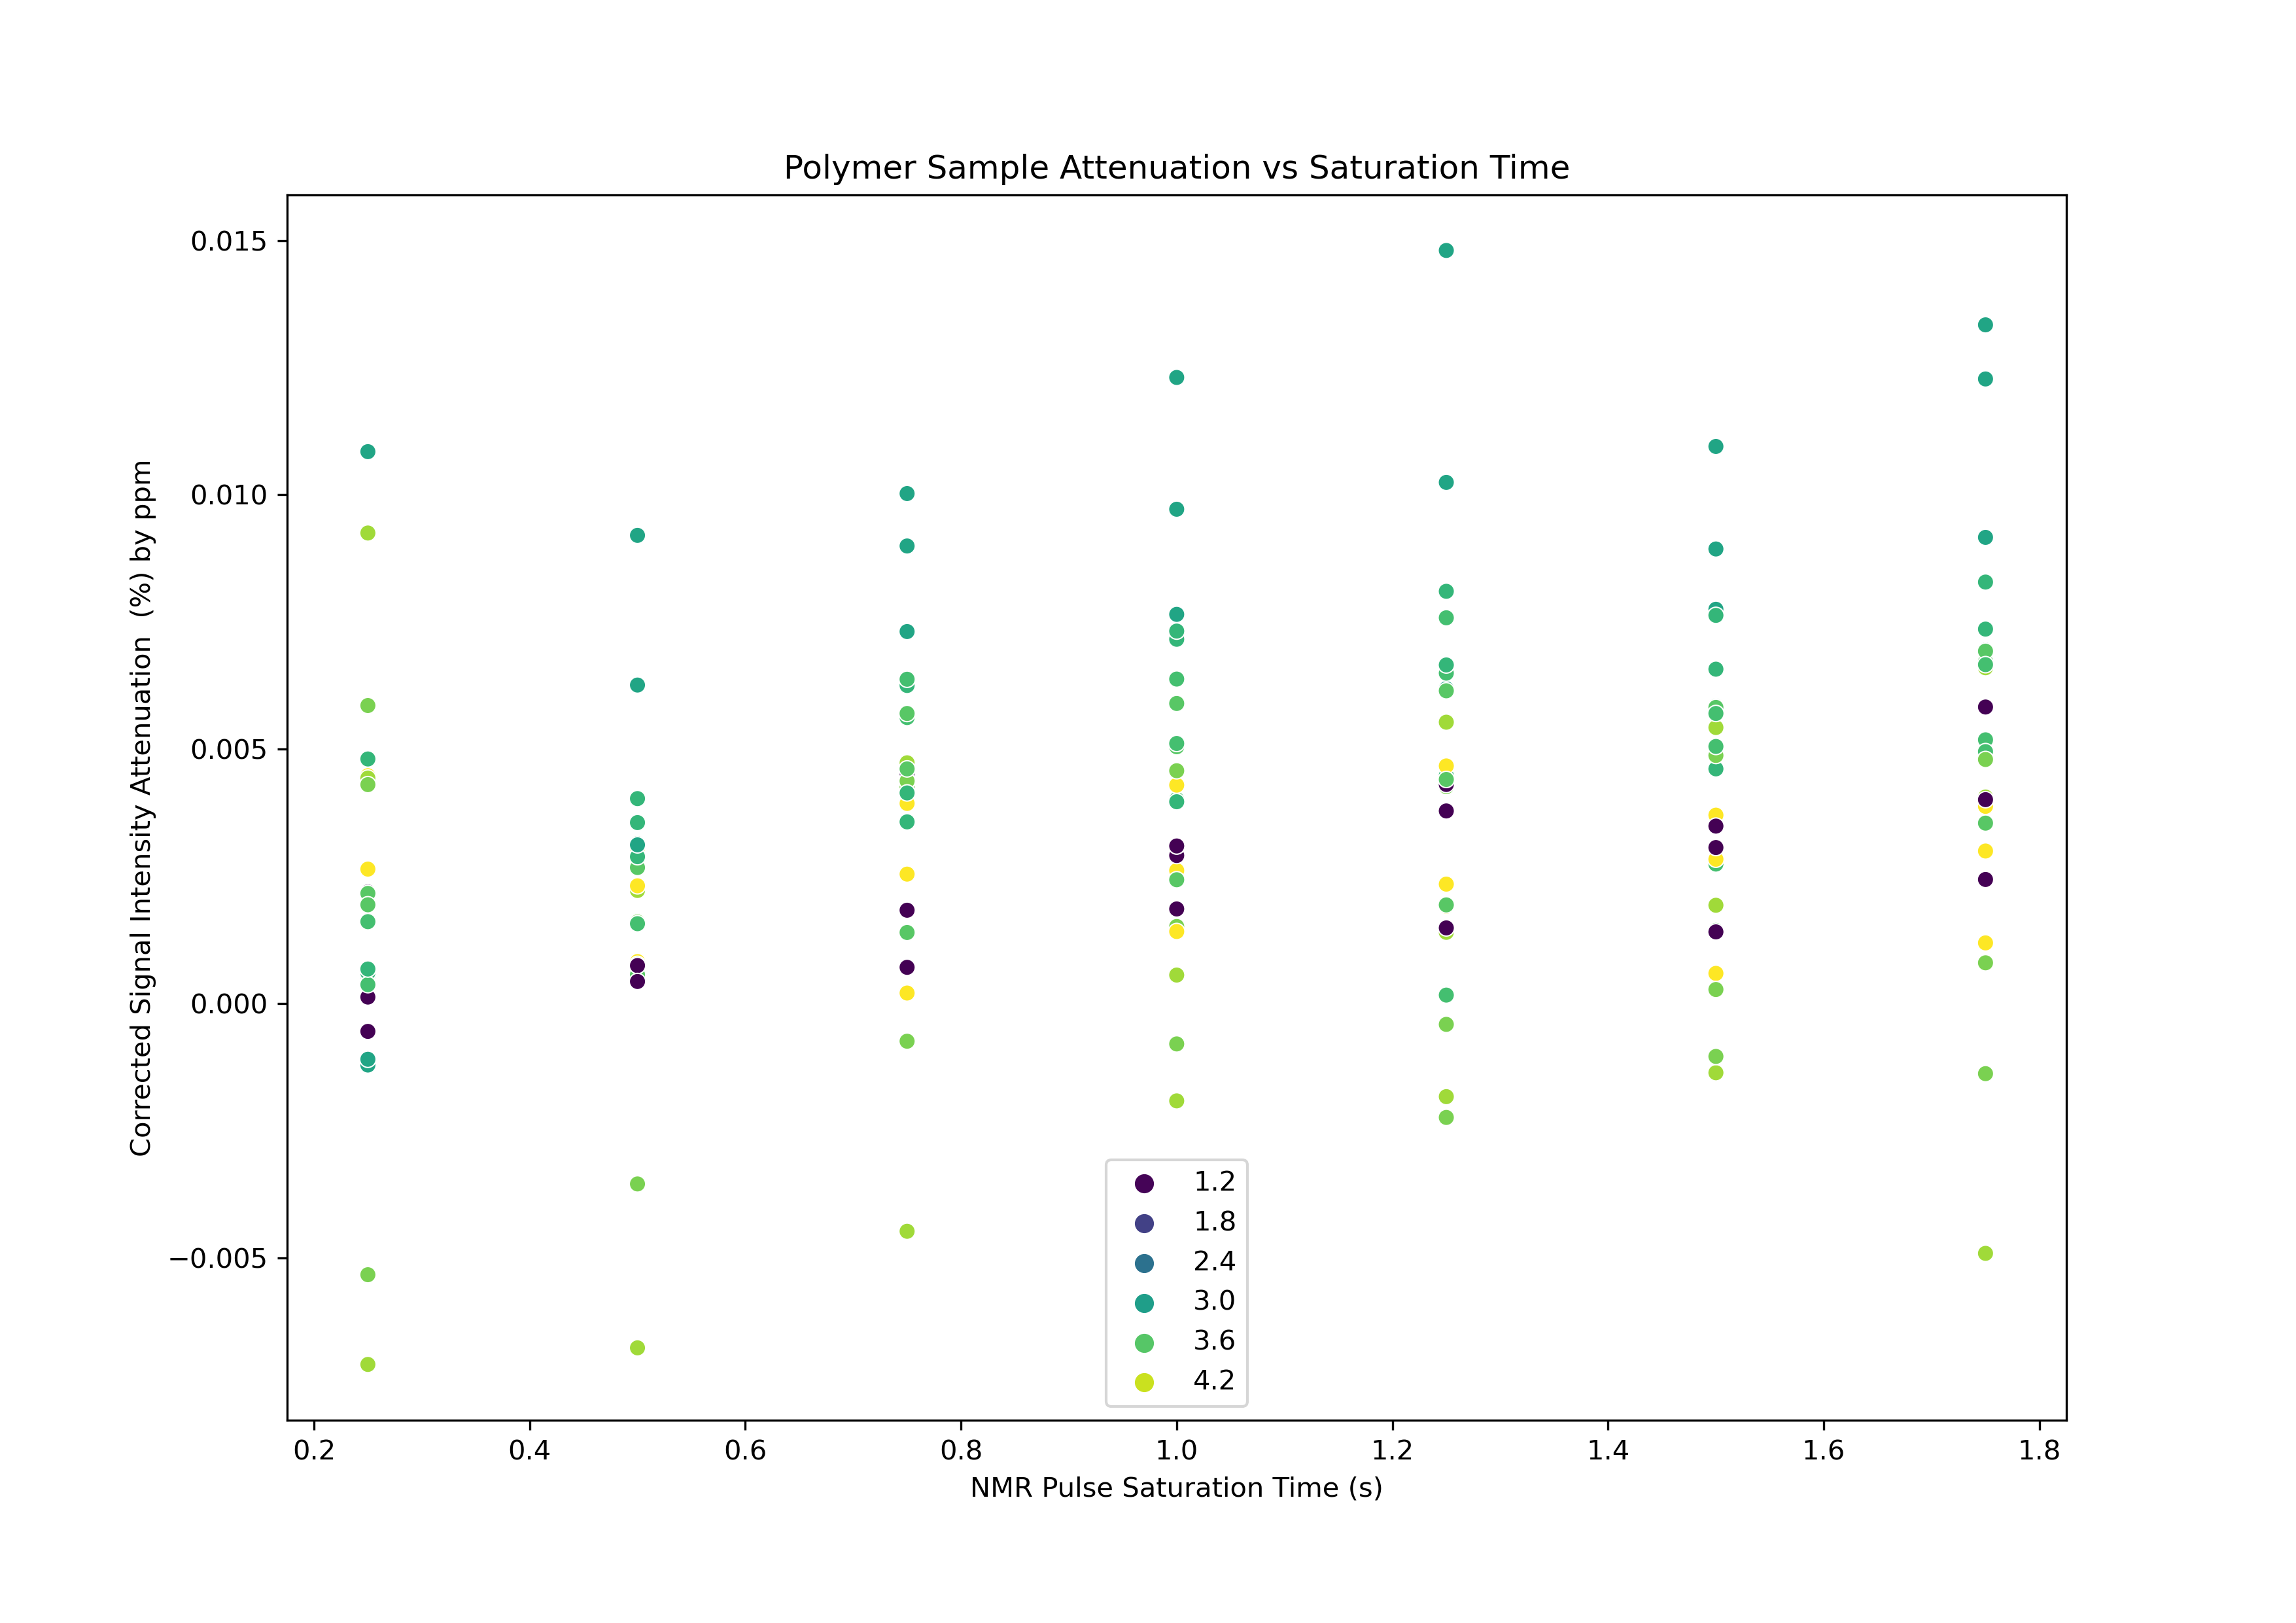 Polymer Sample Attenuation vs Saturation Time
0.015
0.010
0.005
0.000
−0.005
Corrected Signal Intensity Attenuation  (%) by ppm
1.2
1.8
2.4
3.0
3.6
4.2
0.2 0.4 0.6 0.8 1.0 1.2 1.4 1.6 1.8
NMR Pulse Saturation Time (s)